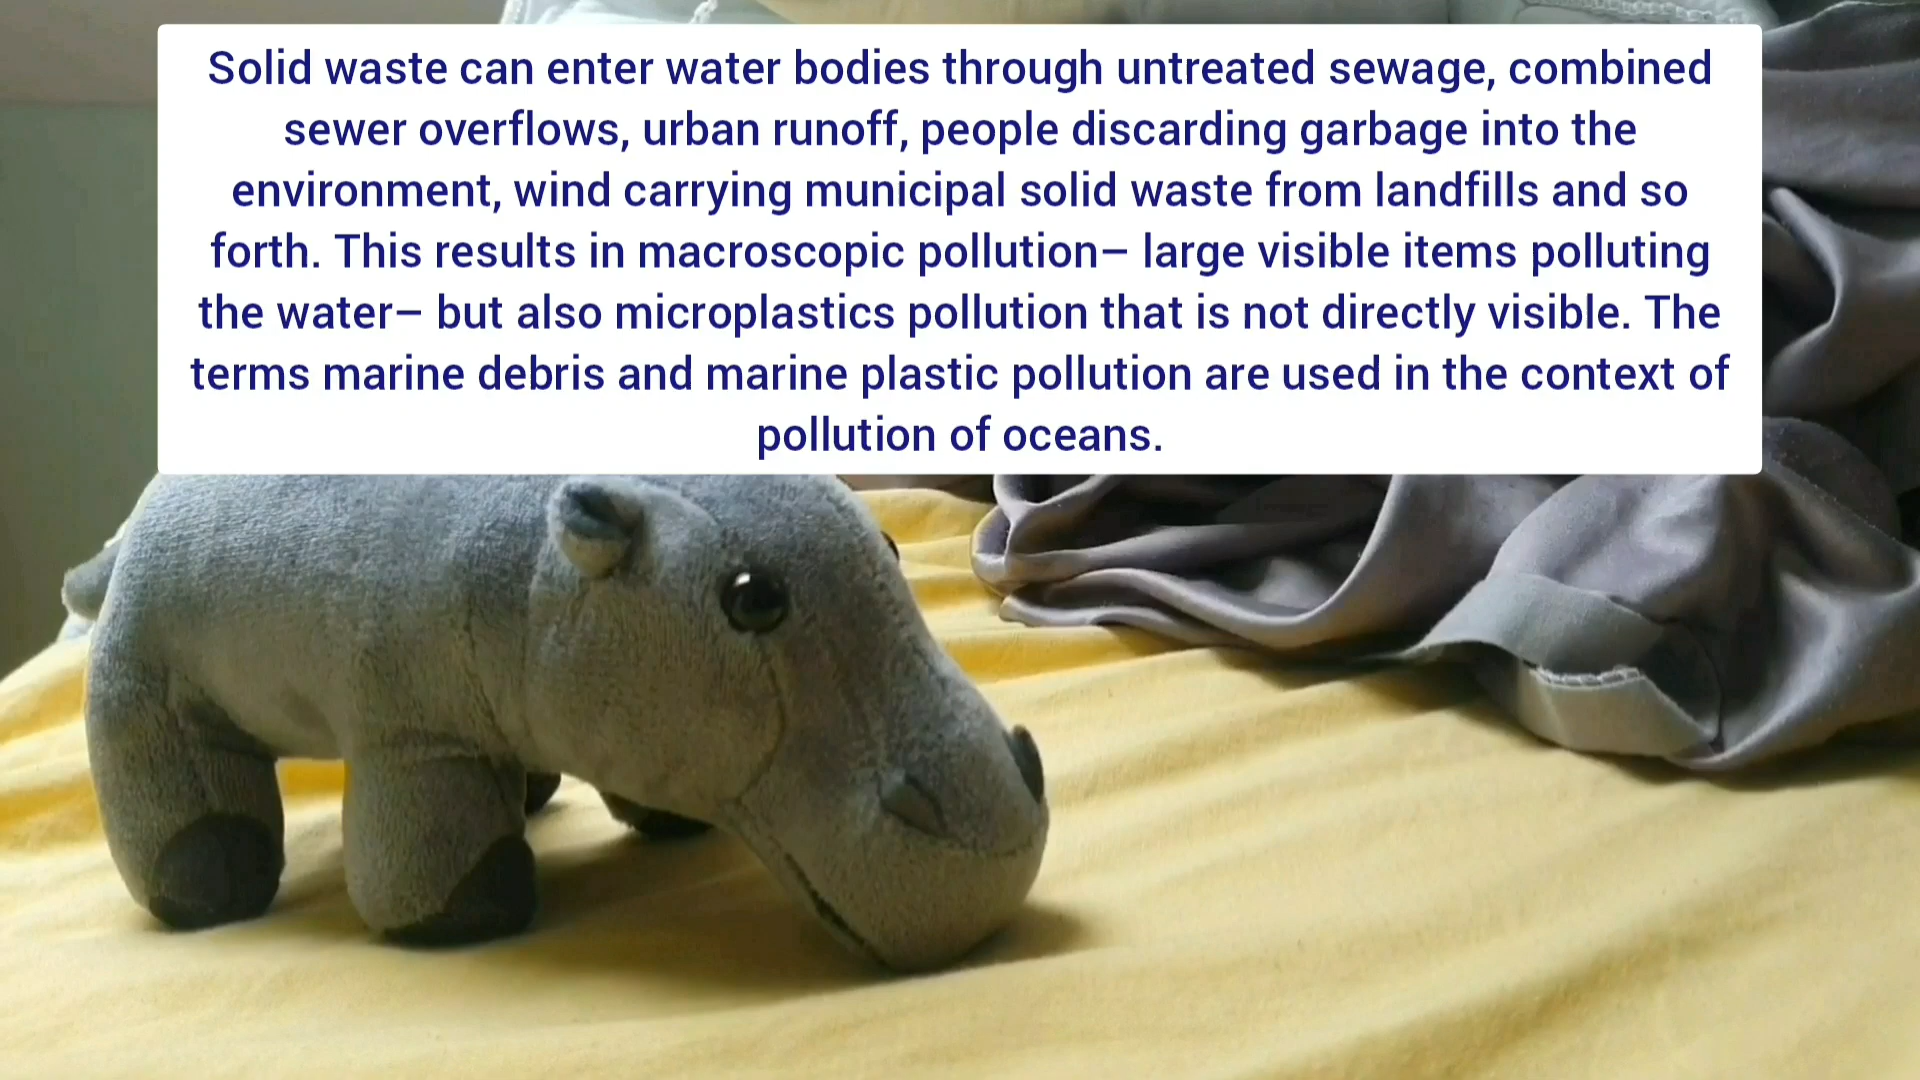 Solid waste can enter water bodies through untreated sewage, combined
sewer overflows, urban runoff, people discarding garbage into the
environment, wind carrying municipal solid waste from landfills and so
forth. This results in macroscopic pollution– large visible items polluting
the water– but also microplastics pollution that is not directly visible. The
terms marine debris and marine plastic pollution are used in the context of
pollution of oceans.